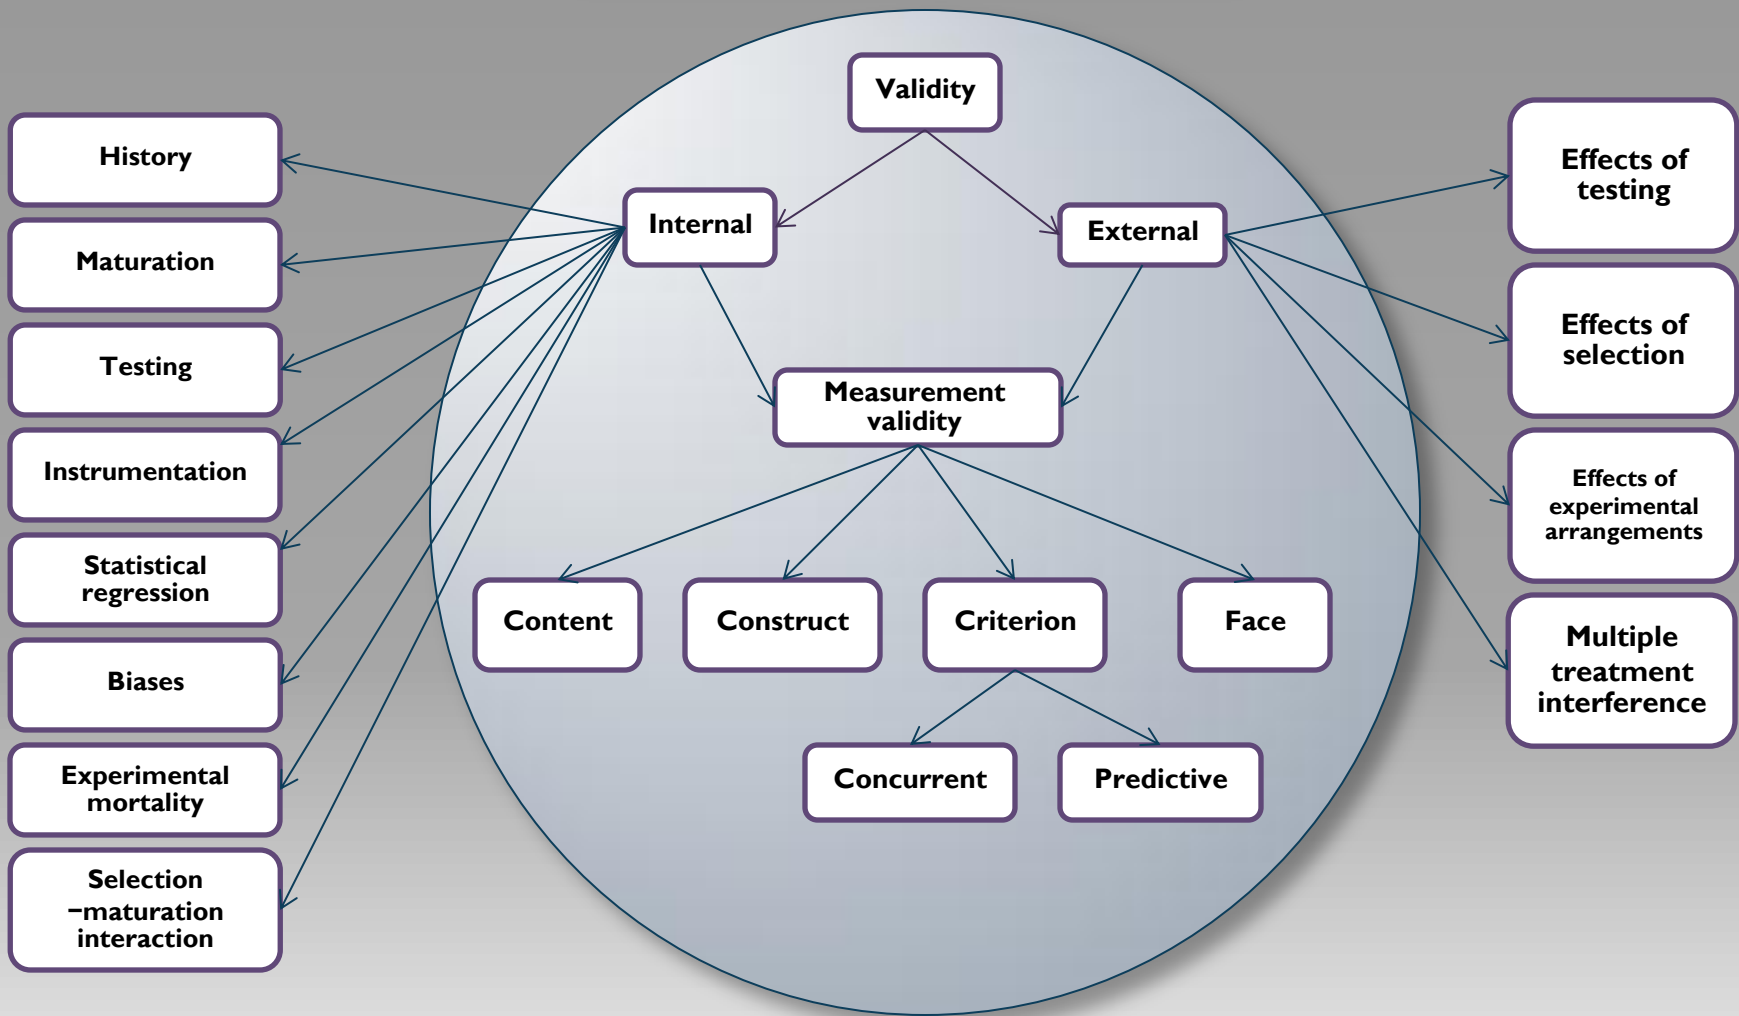 Validity
Internal
External
Measurement
validity
Content
Construct
Criterion
Face
Concurrent
Predictive
History
Maturation
Testing
Instrumentation
Statistical
regression
Biases
Experimental
mortality
Selection
–maturation
interaction
Effects of
testing
Effects of
selection
Effects of
experimental
arrangements
Multiple
treatment
interference